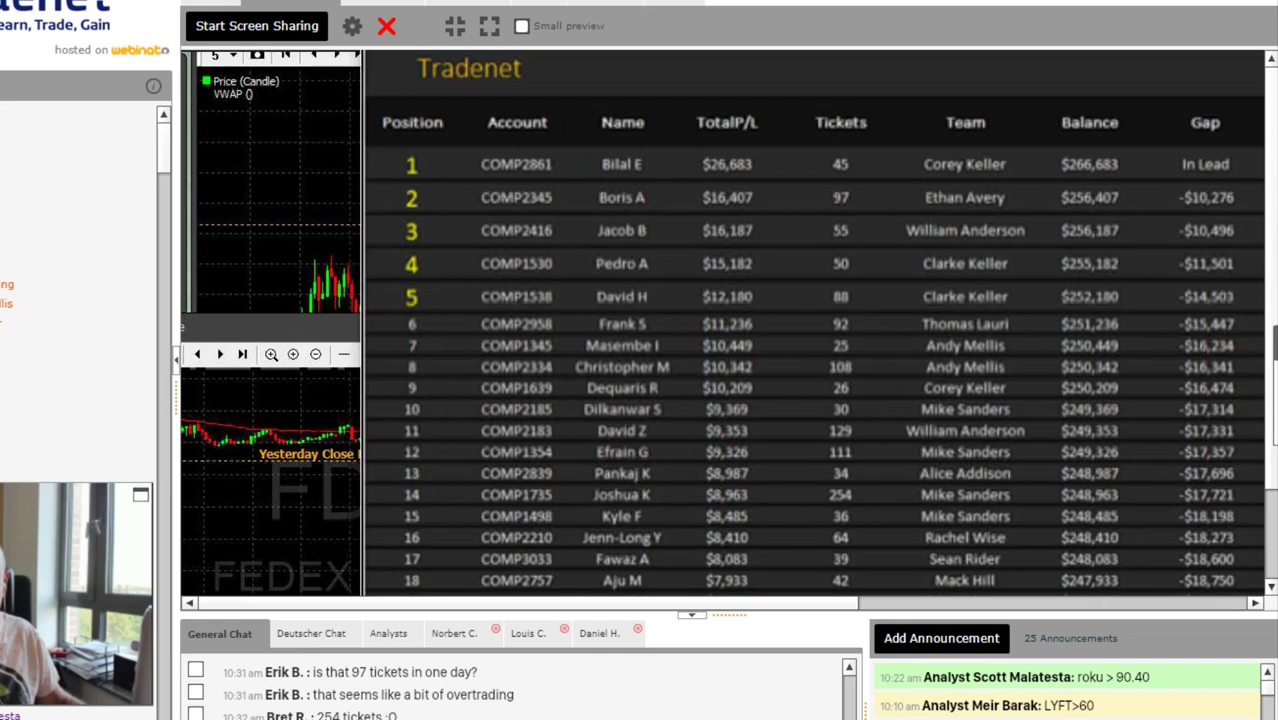 earn, Trade, Gain
hosted on webinato
Start Screen Sharing
Small preview
5
Price (Candle)
VWAP ()
Tradenet
Position Account Name TotalP/L Tickets Team Balance Gap
1 COMP2861 Bilal E $26,683 45 Corey Keller $266,683 In Lead
2 COMP2345 Boris A $16,407 97 Ethan Avery $256,407 -$10,276
3 COMP2416 Jacob B $16,187 55 William Anderson $256,187 -$10,496
4 COMP1530 Pedro A $15,182 50 Clarke Keller $255,182 -$11,501
5 COMP1538 David H $12,180 88 Clarke Keller $252,180 -$14,503
6 COMP2958 Frank S $11,236 92 Thomas Lauri $251,236 -$15,447
7 COMP1345 Masembe I $10,449 25 Andy Mellis $250,449 -$16,234
8 COMP2334 Christopher M $10,342 108 Andy Mellis $250,342 -$16,341
9 COMP1639 Dequaris R $10,209 26 Corey Keller $250,209 -$16,474
10 COMP2185 Dilkanwar S $9,369 30 Mike Sanders $249,369 -$17,314
11 COMP2183 David Z $9,353 129 William Anderson $249,353 -$17,331
12 COMP1354 Efrain G $9,326 111 Mike Sanders $249,326 -$17,357
13 COMP2839 Pankaj K $8,987 34 Alice Addison $248,987 -$17,696
14 COMP1735 Joshua K $8,963 254 Mike Sanders $248,963 -$17,721
15 COMP1498 Kyle F $8,485 36 Mike Sanders $248,485 -$18,198
16 COMP2210 Jenn-Long Y $8,410 64 Rachel Wise $248,410 -$18,273
17 COMP3033 Fawaz A $8,083 39 Sean Rider $248,083 -$18,600
18 COMP2757 Aju M $7,933 42 Mack Hill $247,933 -$18,750
ng
llis
Yesterday Close
FD
FEDEX
General Chat Deutscher Chat Analysts Norbert C. Louis C. Daniel H.
10:31 am Erik B. : is that 97 tickets in one day?
10:31 am Erik B. : that seems like a bit of overtrading
10:32 am Bret R. : 254 tickets :O
Add Announcement 25 Announcements
10:22 am Analyst Scott Malatesta: roku > 90.40
10:10 am Analyst Meir Barak: LYFT>60
esta